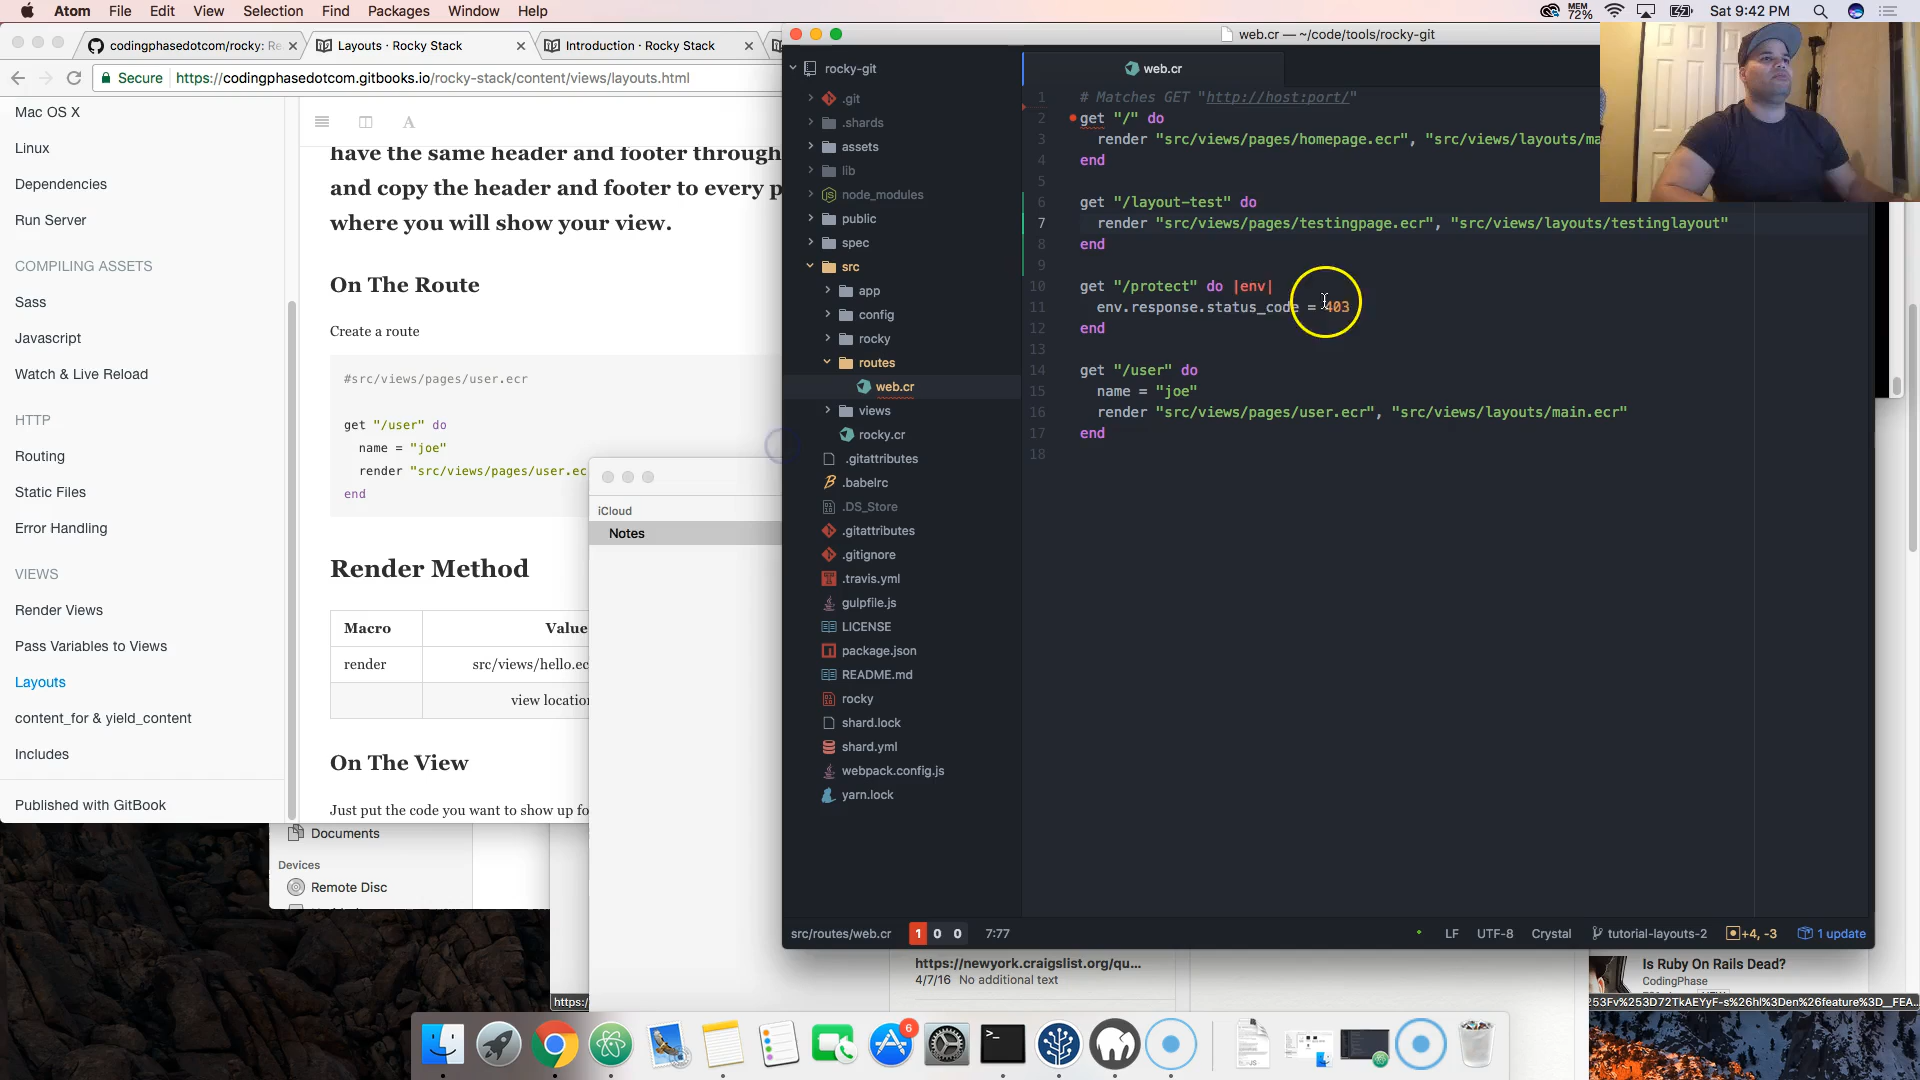 Atom File Edit View Selection Find Packages Window Help
MEM 72%
Sat 9:42 PM
codingphasedotcom/rocky: Re
Layouts · Rocky Stack
Introduction · Rocky Stack
Secure https://codingphasedotcom.gitbooks.io/rocky-stack/content/views/layouts.html
Mac OS X
Linux
Dependencies
Run Server
COMPILING ASSETS
Sass
Javascript
Watch & Live Reload
HTTP
Routing
Static Files
Error Handling
VIEWS
Render Views
Pass Variables to Views
Layouts
content_for & yield_content
Includes
Published with GitBook
A
have the same header and footer through
and copy the header and footer to every p
where you will show your view.
On The Route
Create a route
#src/views/pages/user.ecr
get "/user" do
name = "joe"
render "src/views/pages/user.ec
end
Render Method
Macro Value
render src/views/hello.ec
view location
On The View
Just put the code you want to show up fo
iCloud
Notes
Documents
Devices
Remote Disc
https:/
web.cr — ~/code/tools/rocky-git
rocky-git
.git
.shards
assets
lib
node_modules
public
spec
src
app
config
rocky
routes
web.cr
views
rocky.cr
.gitattributes
.babelrc
.DS_Store
.gitattributes
.gitignore
.travis.yml
gulpfile.js
LICENSE
package.json
README.md
rocky
shard.lock
shard.yml
webpack.config.js
yarn.lock
web.cr
1 # Matches GET "http://host:port/"
2 get "/" do
3 render "src/views/pages/homepage.ecr", "src/views/layouts/ma
4 end
5
6 get "/layout-test" do
7 render "src/views/pages/testingpage.ecr", "src/views/layouts/testinglayout"
8 end
9
10 get "/protect" do |env|
11 env.response.status_code = 403
12 end
13
14 get "/user" do
15 name = "joe"
16 render "src/views/pages/user.ecr", "src/views/layouts/main.ecr"
17 end
18
src/routes/web.cr 1 0 0 7:77 LF UTF-8 Crystal tutorial-layouts-2 +4, -3 1 update
https://newyork.craigslist.org/qu...
4/7/16 No additional text
Is Ruby On Rails Dead?
CodingPhase
253Fv%253D72TkAEYyF-s%26hl%3Den%26feature%3D__FEA...
6